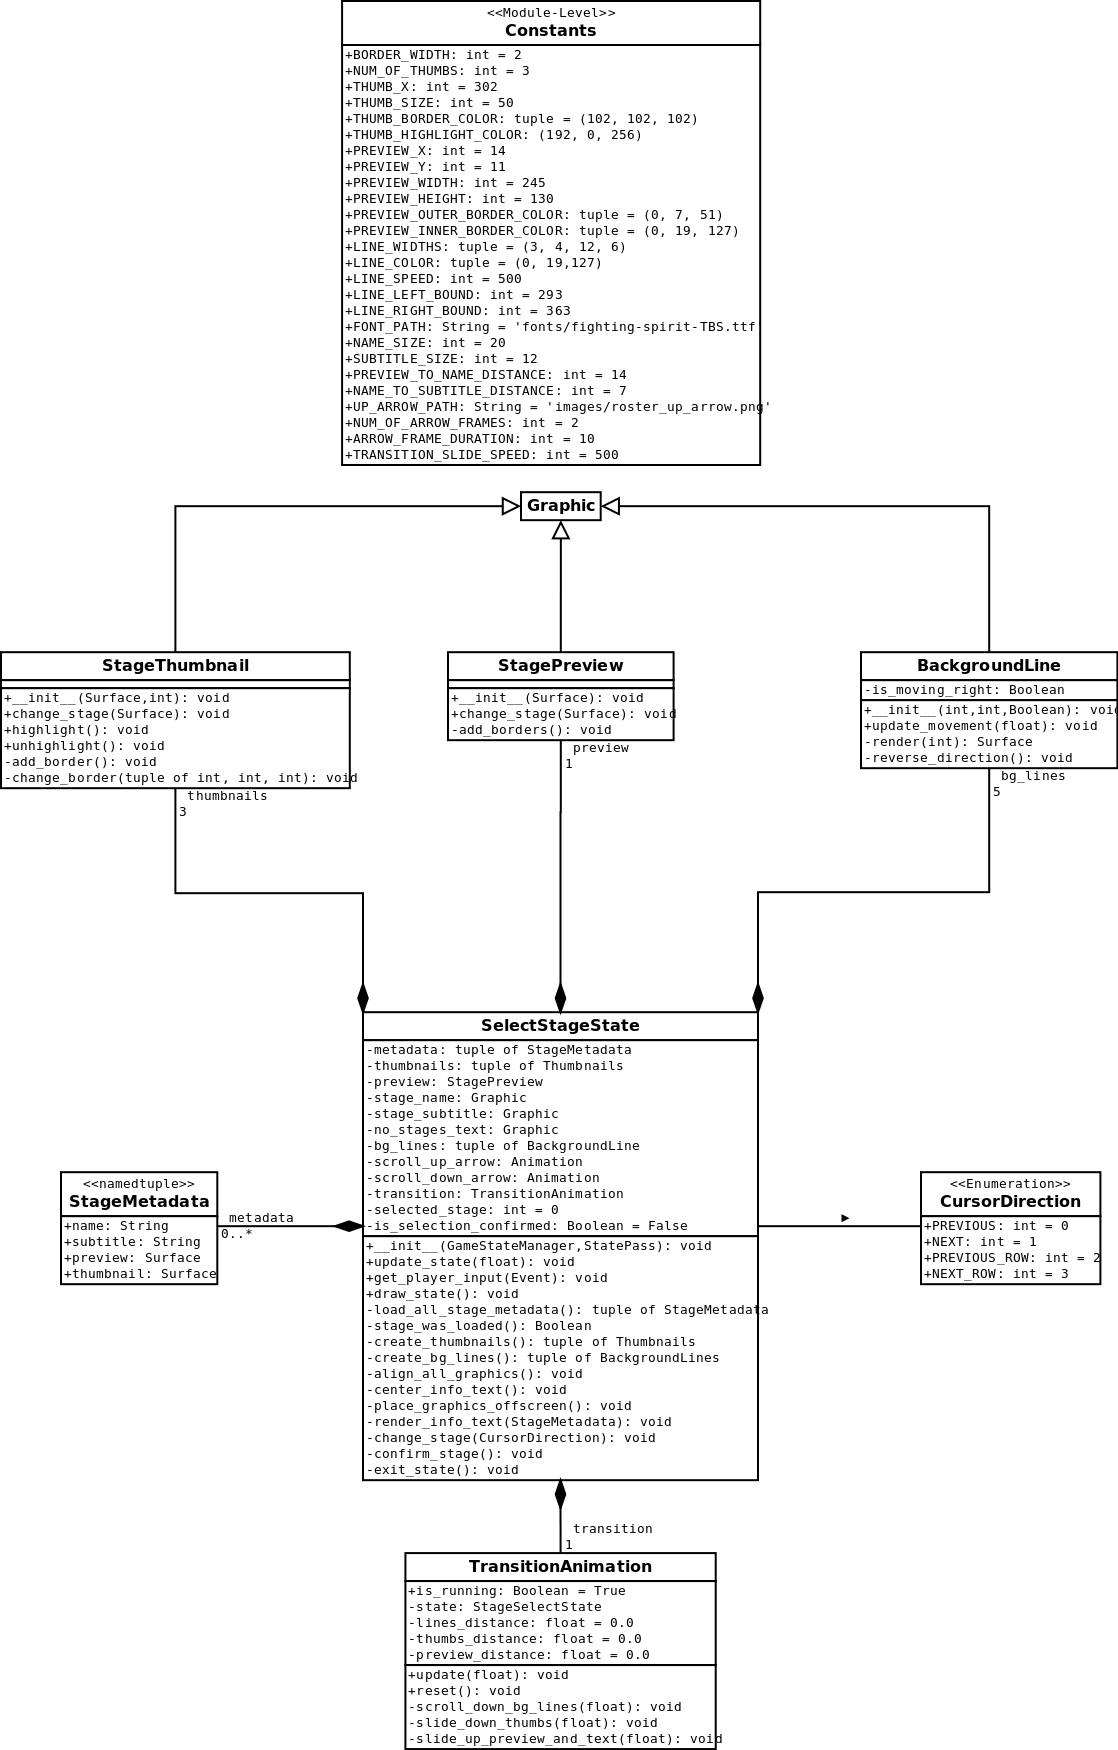 <<Module-Level>>
Constants
+BORDER_WIDTH: int = 2
+NUM_OF_THUMBS: int = 3
+THUMB_X: int = 302
+THUMB_SIZE: int = 50
+THUMB_BORDER_COLOR: tuple = (102, 102, 102)
+THUMB_HIGHLIGHT_COLOR: (192, 0, 256)
+PREVIEW_X: int = 14
+PREVIEW_Y: int = 11
+PREVIEW_WIDTH: int = 245
+PREVIEW_HEIGHT: int = 130
+PREVIEW_OUTER_BORDER_COLOR: tuple = (0, 7, 51)
+PREVIEW_INNER_BORDER_COLOR: tuple = (0, 19, 127)
+LINE_WIDTHS: tuple = (3, 4, 12, 6)
+LINE_COLOR: tuple = (0, 19,127)
+LINE_SPEED: int = 500
+LINE_LEFT_BOUND: int = 293
+LINE_RIGHT_BOUND: int = 363
+FONT_PATH: String = 'fonts/fighting-spirit-TBS.ttf'
+NAME_SIZE: int = 20
+SUBTITLE_SIZE: int = 12
+PREVIEW_TO_NAME_DISTANCE: int = 14
+NAME_TO_SUBTITLE_DISTANCE: int = 7
+UP_ARROW_PATH: String = 'images/roster_up_arrow.png'
+NUM_OF_ARROW_FRAMES: int = 2
+ARROW_FRAME_DURATION: int = 10
+TRANSITION_SLIDE_SPEED: int = 500
Graphic
StageThumbnail
+__init__(Surface,int): void
+change_stage(Surface): void
+highlight(): void
+unhighlight(): void
-add_border(): void
-change_border(tuple of int, int, int): void
thumbnails
3
StagePreview
+__init__(Surface): void
+change_stage(Surface): void
-add_borders(): void
preview
1
BackgroundLine
-is_moving_right: Boolean
+__init__(int,int,Boolean): void
+update_movement(float): void
-render(int): Surface
-reverse_direction(): void
bg_lines
5
SelectStageState
-metadata: tuple of StageMetadata
-thumbnails: tuple of Thumbnails
-preview: StagePreview
-stage_name: Graphic
-stage_subtitle: Graphic
-no_stages_text: Graphic
-bg_lines: tuple of BackgroundLine
-scroll_up_arrow: Animation
-scroll_down_arrow: Animation
-transition: TransitionAnimation
-selected_stage: int = 0
-is_selection_confirmed: Boolean = False
+__init__(GameStateManager,StatePass): void
+update_state(float): void
+get_player_input(Event): void
+draw_state(): void
-load_all_stage_metadata(): tuple of StageMetadata
-stage_was_loaded(): Boolean
-create_thumbnails(): tuple of Thumbnails
-create_bg_lines(): tuple of BackgroundLines
-align_all_graphics(): void
-center_info_text(): void
-place_graphics_offscreen(): void
-render_info_text(StageMetadata): void
-change_stage(CursorDirection): void
-confirm_stage(): void
-exit_state(): void
<<namedtuple>>
StageMetadata
+name: String
+subtitle: String
+preview: Surface
+thumbnail: Surface
metadata
0..*
<<Enumeration>>
CursorDirection
+PREVIOUS: int = 0
+NEXT: int = 1
+PREVIOUS_ROW: int = 2
+NEXT_ROW: int = 3
transition
1
TransitionAnimation
+is_running: Boolean = True
-state: StageSelectState
-lines_distance: float = 0.0
-thumbs_distance: float = 0.0
-preview_distance: float = 0.0
+update(float): void
+reset(): void
-scroll_down_bg_lines(float): void
-slide_down_thumbs(float): void
-slide_up_preview_and_text(float): void